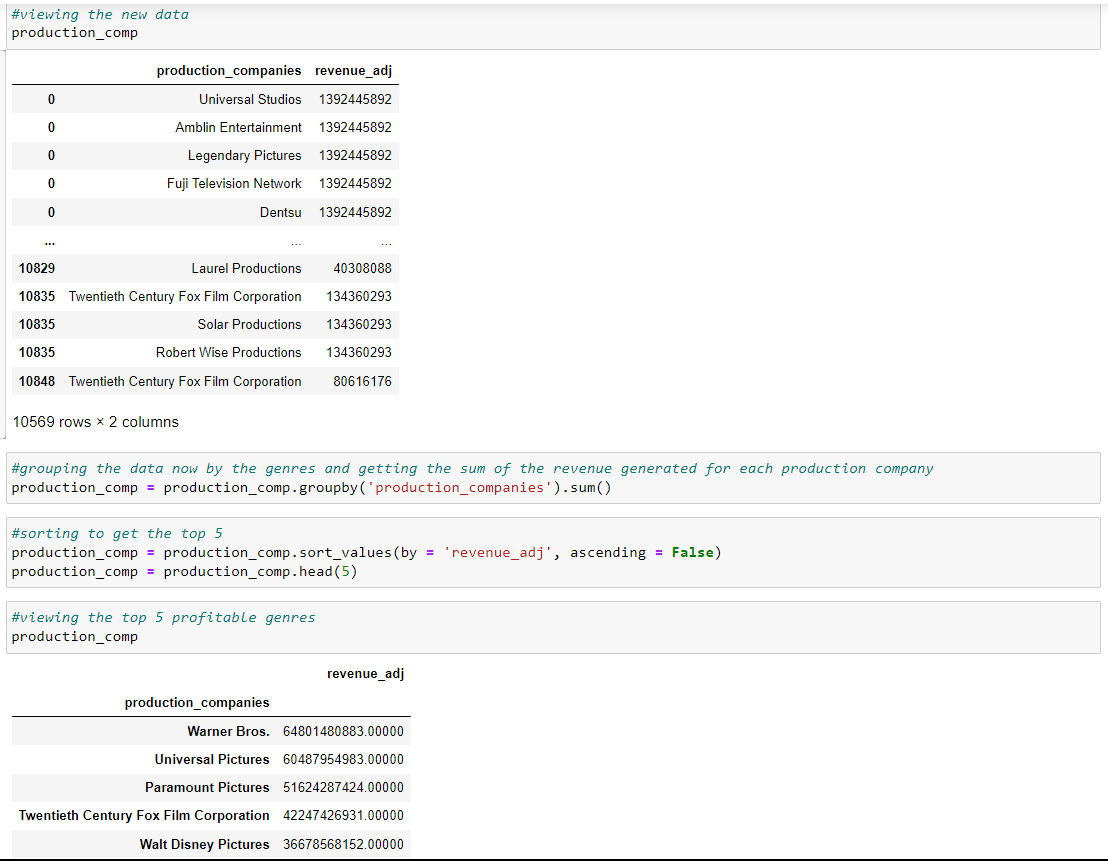 #viewing the new data
production_comp
production_companies revenue_adj
0 Universal Studios 1392445892
0 Amblin Entertainment 1392445892
0 Legendary Pictures 1392445892
0 Fuji Television Network 1392445892
0 Dentsu 1392445892
... ... ...
10829 Laurel Productions 40308088
10835 Twentieth Century Fox Film Corporation 134360293
10835 Solar Productions 134360293
10835 Robert Wise Productions 134360293
10848 Twentieth Century Fox Film Corporation 80616176
10569 rows × 2 columns
#grouping the data now by the genres and getting the sum of the revenue generated for each production company
production_comp = production_comp.groupby('production_companies').sum()
#sorting to get the top 5
production_comp = production_comp.sort_values(by = 'revenue_adj', ascending = False)
production_comp = production_comp.head(5)
#viewing the top 5 profitable genres
production_comp
revenue_adj
production_companies
Warner Bros. 64801480883.00000
Universal Pictures 60487954983.00000
Paramount Pictures 51624287424.00000
Twentieth Century Fox Film Corporation 42247426931.00000
Walt Disney Pictures 36678568152.00000